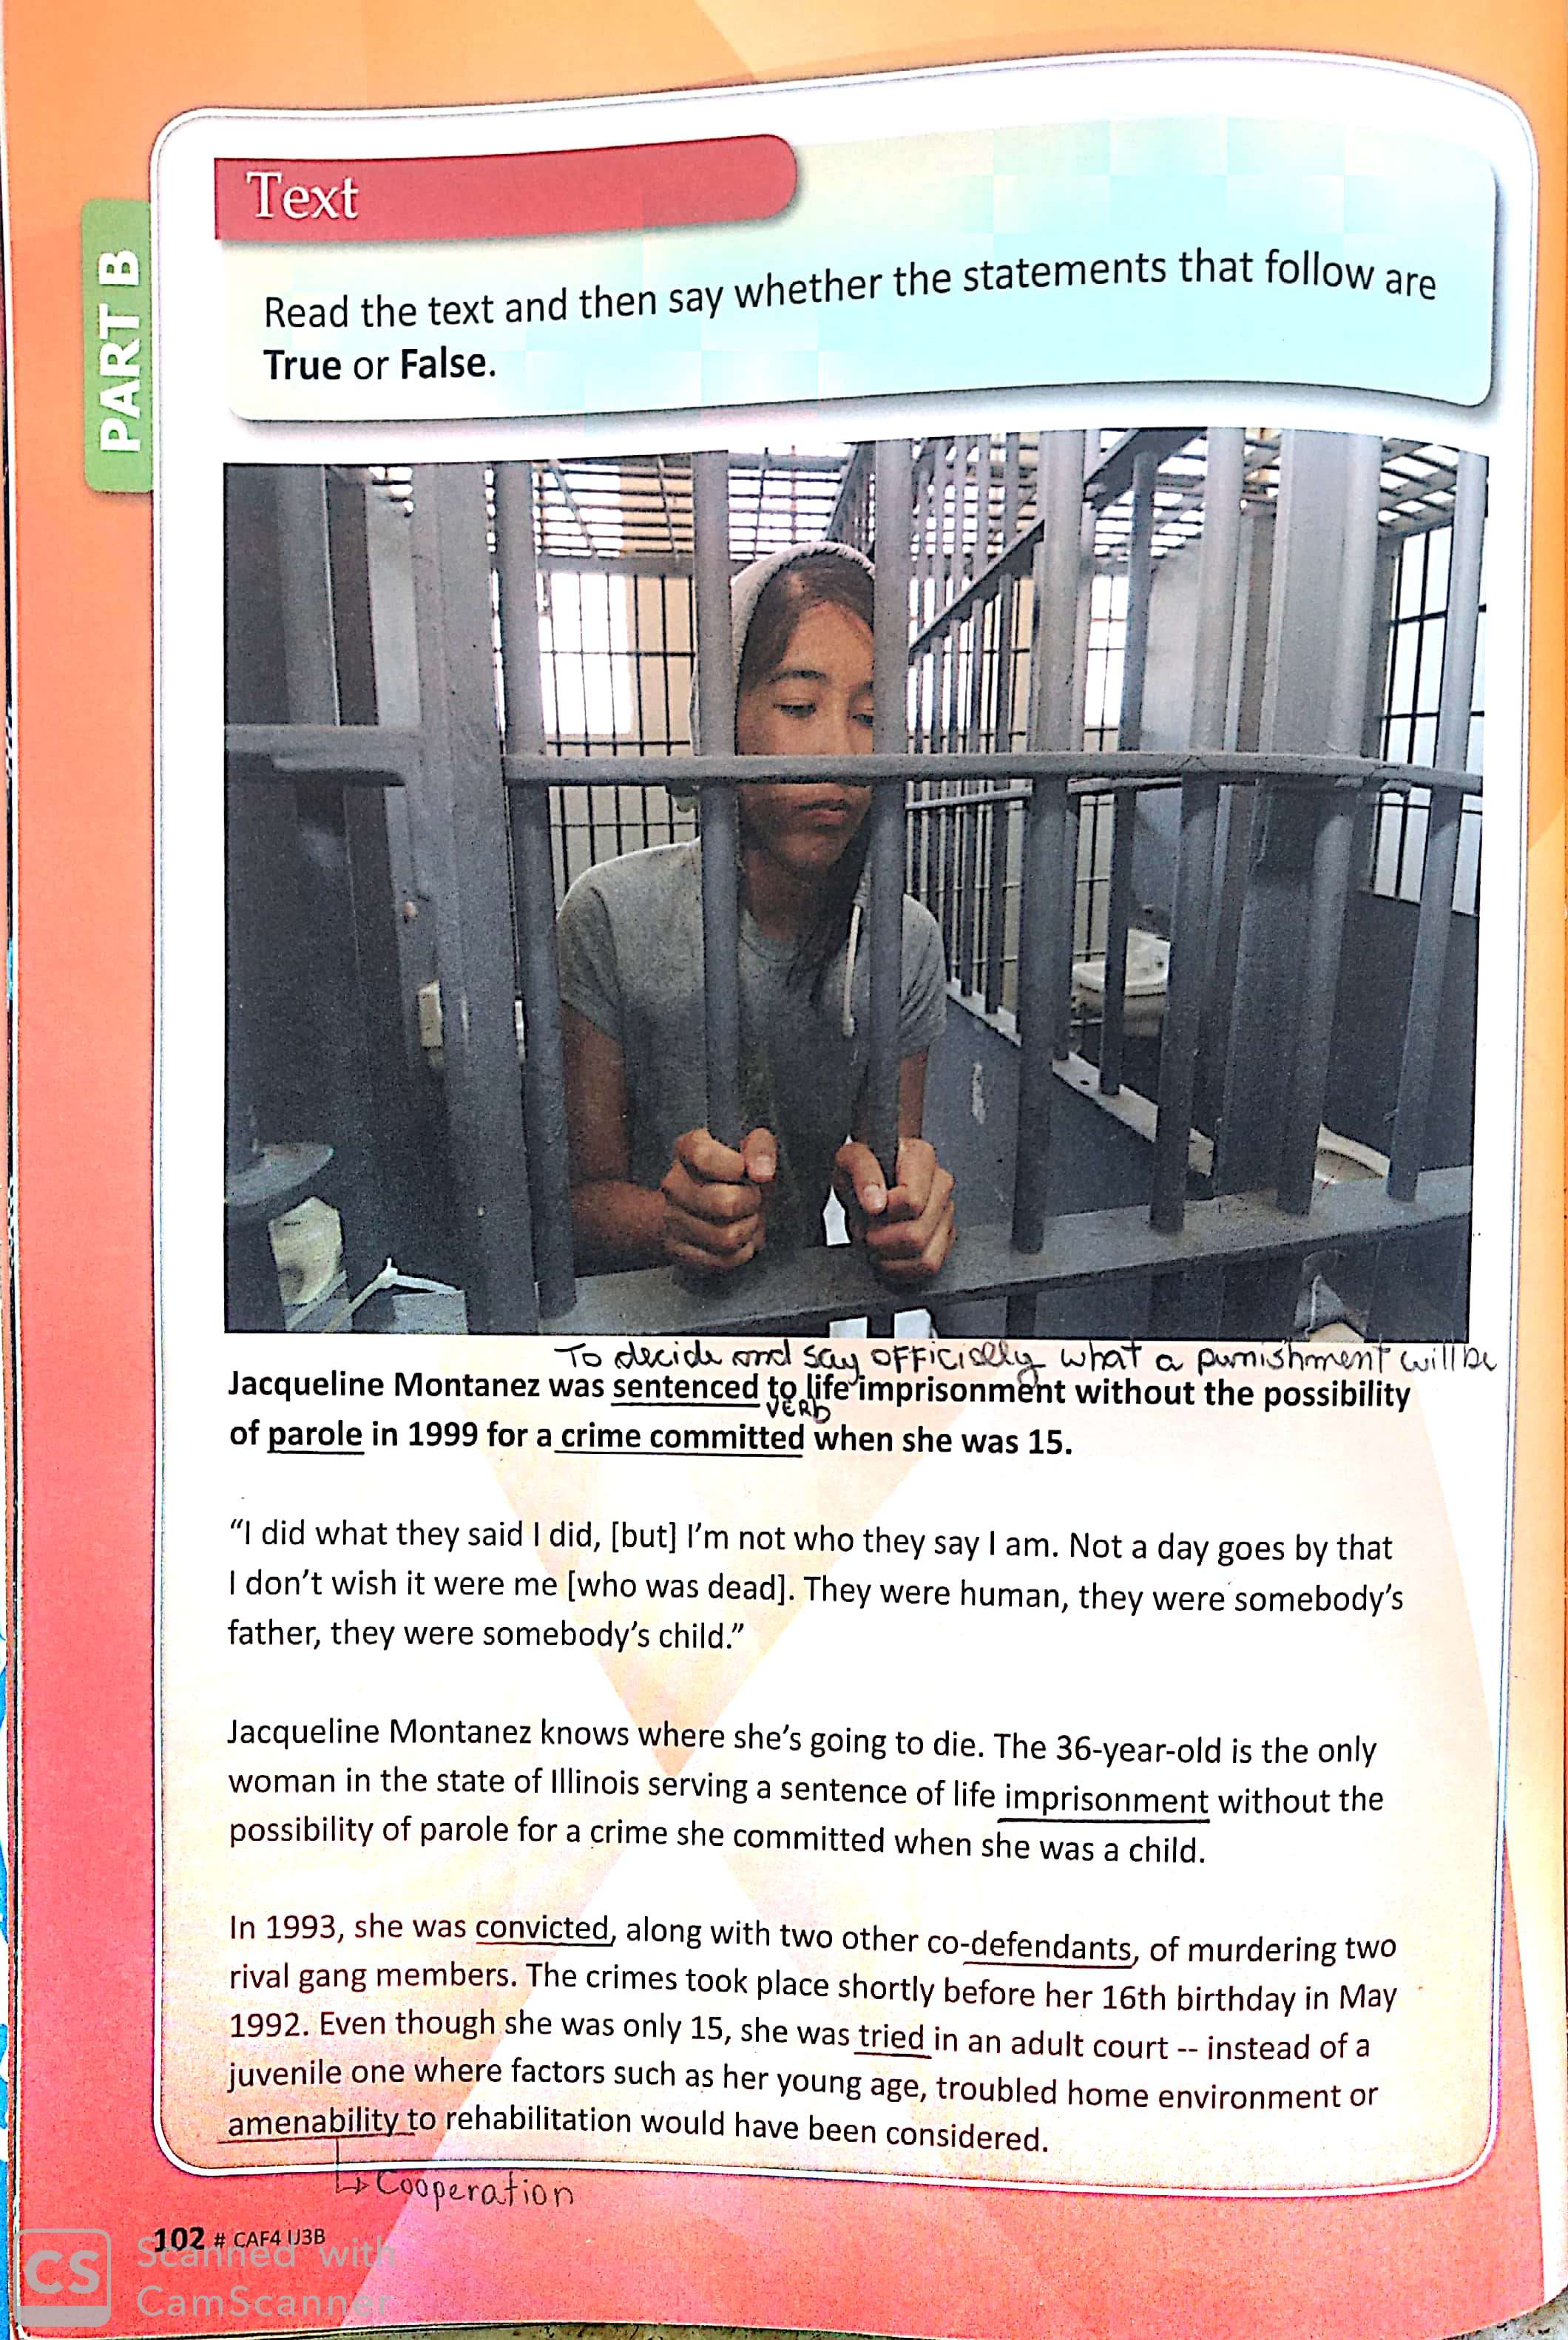 Text
PART B
Read the text and then say whether the statements that follow are
True or False.
To decide and say officially what a punishment will be
Jacqueline Montanez was sentenced to life imprisonment without the possibility
VERB
of parole in 1999 for a crime committed when she was 15.
“I did what they said I did, [but] I’m not who they say I am. Not a day goes by that
I don’t wish it were me [who was dead]. They were human, they were somebody’s
father, they were somebody’s child.”
Jacqueline Montanez knows where she’s going to die. The 36-year-old is the only
woman in the state of Illinois serving a sentence of life imprisonment without the
possibility of parole for a crime she committed when she was a child.
In 1993, she was convicted, along with two other co-defendants, of murdering two
rival gang members. The crimes took place shortly before her 16th birthday in May
1992. Even though she was only 15, she was tried in an adult court -- instead of a
juvenile one where factors such as her young age, troubled home environment or
amenability to rehabilitation would have been considered.
↳ Cooperation
102 # CAF4 U3B
CS Scanned with
CamScanner